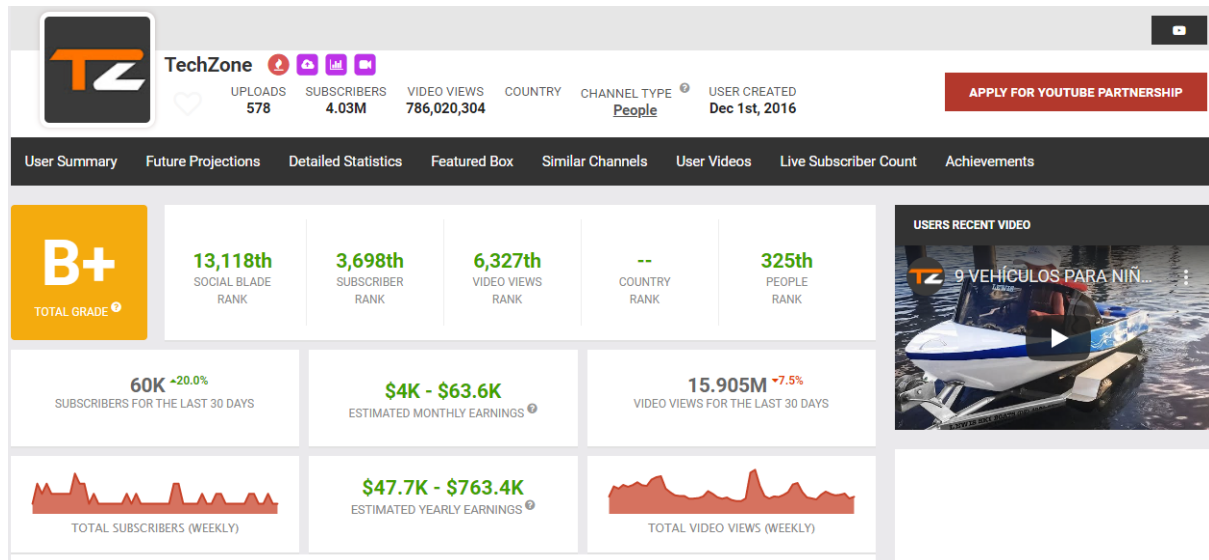 TZ
TechZone
UPLOADS
578
SUBSCRIBERS
4.03M
VIDEO VIEWS
786,020,304
COUNTRY
CHANNEL TYPE ?
People
USER CREATED
Dec 1st, 2016
APPLY FOR YOUTUBE PARTNERSHIP
User Summary Future Projections Detailed Statistics Featured Box Similar Channels User Videos Live Subscriber Count Achievements
B+
TOTAL GRADE ?
13,118th
SOCIAL BLADE
RANK
3,698th
SUBSCRIBER
RANK
6,327th
VIDEO VIEWS
RANK
--
COUNTRY
RANK
325th
PEOPLE
RANK
USERS RECENT VIDEO
TZ 9 VEHÍCULOS PARA NIÑ...
60K 20.0%
SUBSCRIBERS FOR THE LAST 30 DAYS
$4K - $63.6K
ESTIMATED MONTHLY EARNINGS ?
15.905M 7.5%
VIDEO VIEWS FOR THE LAST 30 DAYS
TOTAL SUBSCRIBERS (WEEKLY)
$47.7K - $763.4K
ESTIMATED YEARLY EARNINGS ?
TOTAL VIDEO VIEWS (WEEKLY)